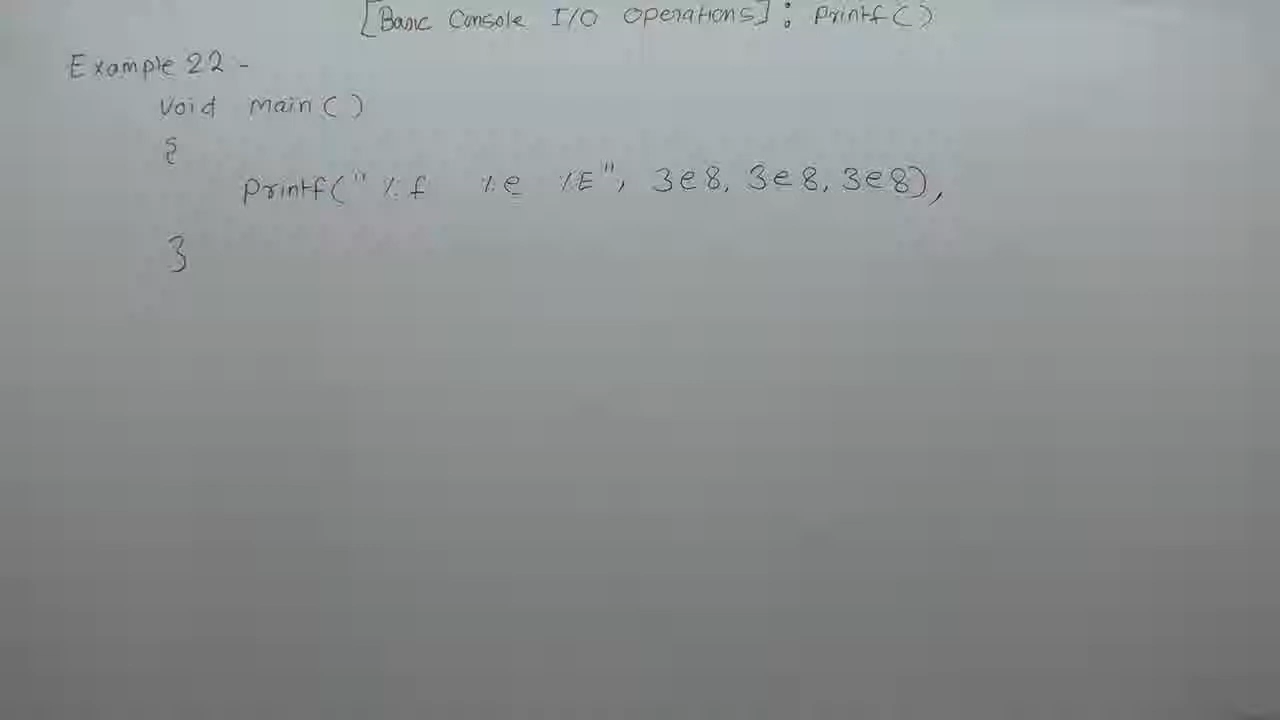 [Basic Console I/O Operations] : printf()
Example 22 -
void main()
{
printf("%f %e %E", 3e8, 3e8, 3e8);
}